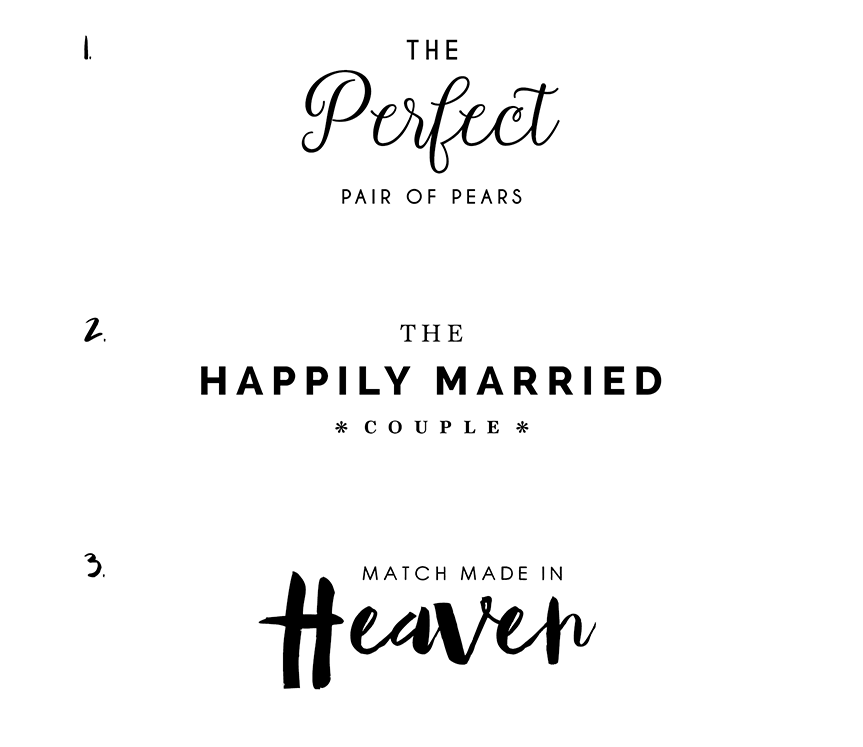 1.
THE
Perfect
PAIR OF PEARS
2.
THE
HAPPILY MARRIED
* COUPLE *
3.
MATCH MADE IN
Heaven